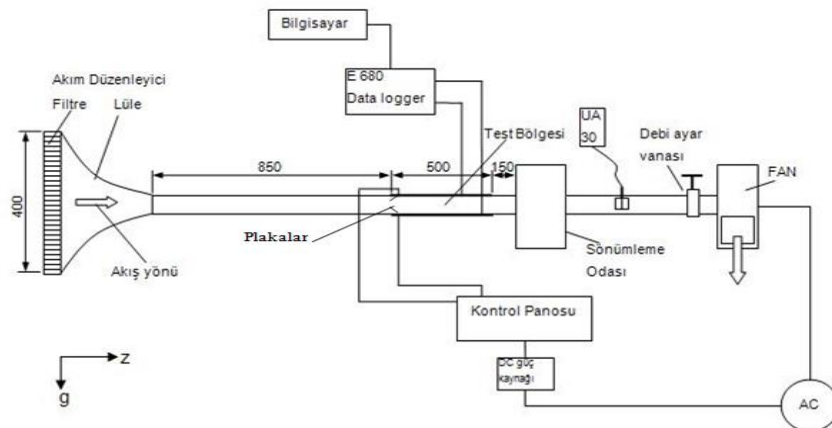 Bilgisayar
E 680
Data logger
Akım Düzenleyici
Filtre
Lüle
UA
30
Test Bölgesi
Debi ayar
vanası
FAN
850
500
150
400
Plakalar
Akış yönü
Sönümleme
Odası
Kontrol Panosu
z
g
DC güç
kaynağı
AC